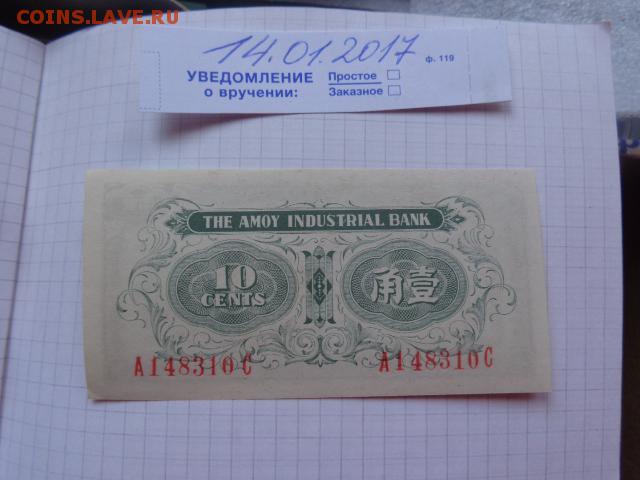 COINS.ЛАVE.RU
14.01.2017 ф. 119
УВЕДОМЛЕНИЕ Простое
о вручении: Заказное
THE AMOY INDUSTRIAL BANK
10 角壹
CENTS
A148310C A148310C